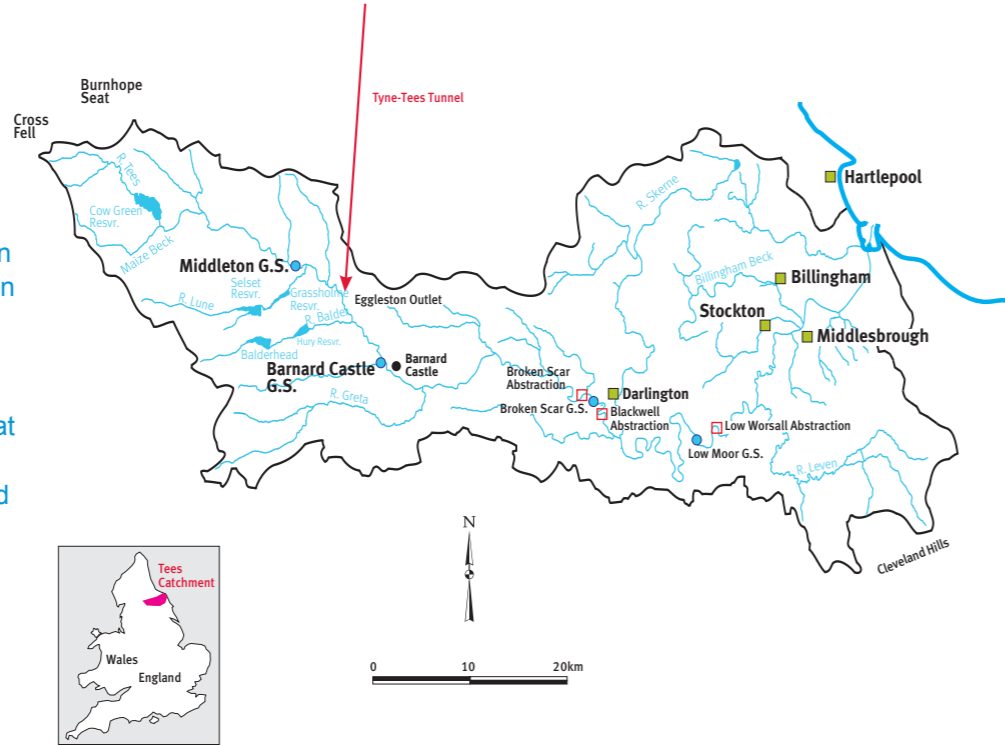 Burnhope
Seat
Cross
Fell
Tyne-Tees Tunnel
R. Tees
Cow Green
Resvr.
Maize Beck
Middleton G.S.
Selset
Resvr.
Grassholme
Resvr.
Eggleston Outlet
R. Lune
R. Balder
Hury Resvr.
Balderhead
Barnard Castle
G.S.
Barnard
Castle
R. Greta
R. Skerne
Hartlepool
Billingham Beck
Billingham
Stockton
Middlesbrough
Broken Scar
Abstraction
Darlington
Broken Scar G.S.
Blackwell
Abstraction
Low Worsall Abstraction
Low Moor G.S.
R. Leven
Cleveland Hills
n
n
at
d
N
0 10 20km
Tees
Catchment
Wales
England